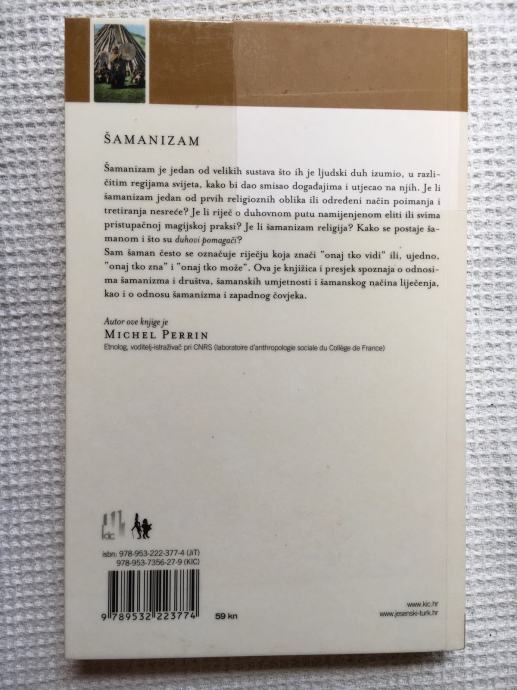 ŠAMANIZAM
Šamanizam je jedan od velikih sustava što ih je ljudski duh izumio, u razli-
čitim regijama svijeta, kako bi dao smisao događajima i utjecao na njih. Je li
šamanizam jedan od prvih religioznih oblika ili određeni način poimanja i
tretiranja nesreće? Je li riječ o duhovnom putu namijenjenom eliti ili svima
pristupačnoj magijskoj praksi? Je li šamanizam religija? Kako se postaje ša-
manom i što su duhovi pomagači?
Sam šaman često se označuje riječju koja znači "onaj tko vidi" ili, ujedno,
"onaj tko zna" i "onaj tko može". Ova je knjižica i presjek spoznaja o odnosi-
ma šamanizma i društva, šamanskih umjetnosti i šamanskog načina liječenja,
kao i o odnosu šamanizma i zapadnog čovjeka.
Autor ove knjige je
MICHEL PERRIN
Etnolog, voditelj-istraživač pri CNRS (laboratoire d'anthropologie sociale du Collège de France)
kic
isbn: 978-953-222-377-4 (JiT)
978-953-7356-27-9 (KIC)
9 789532 223774
59 kn
www.kic.hr
www.jesenski-turk.hr